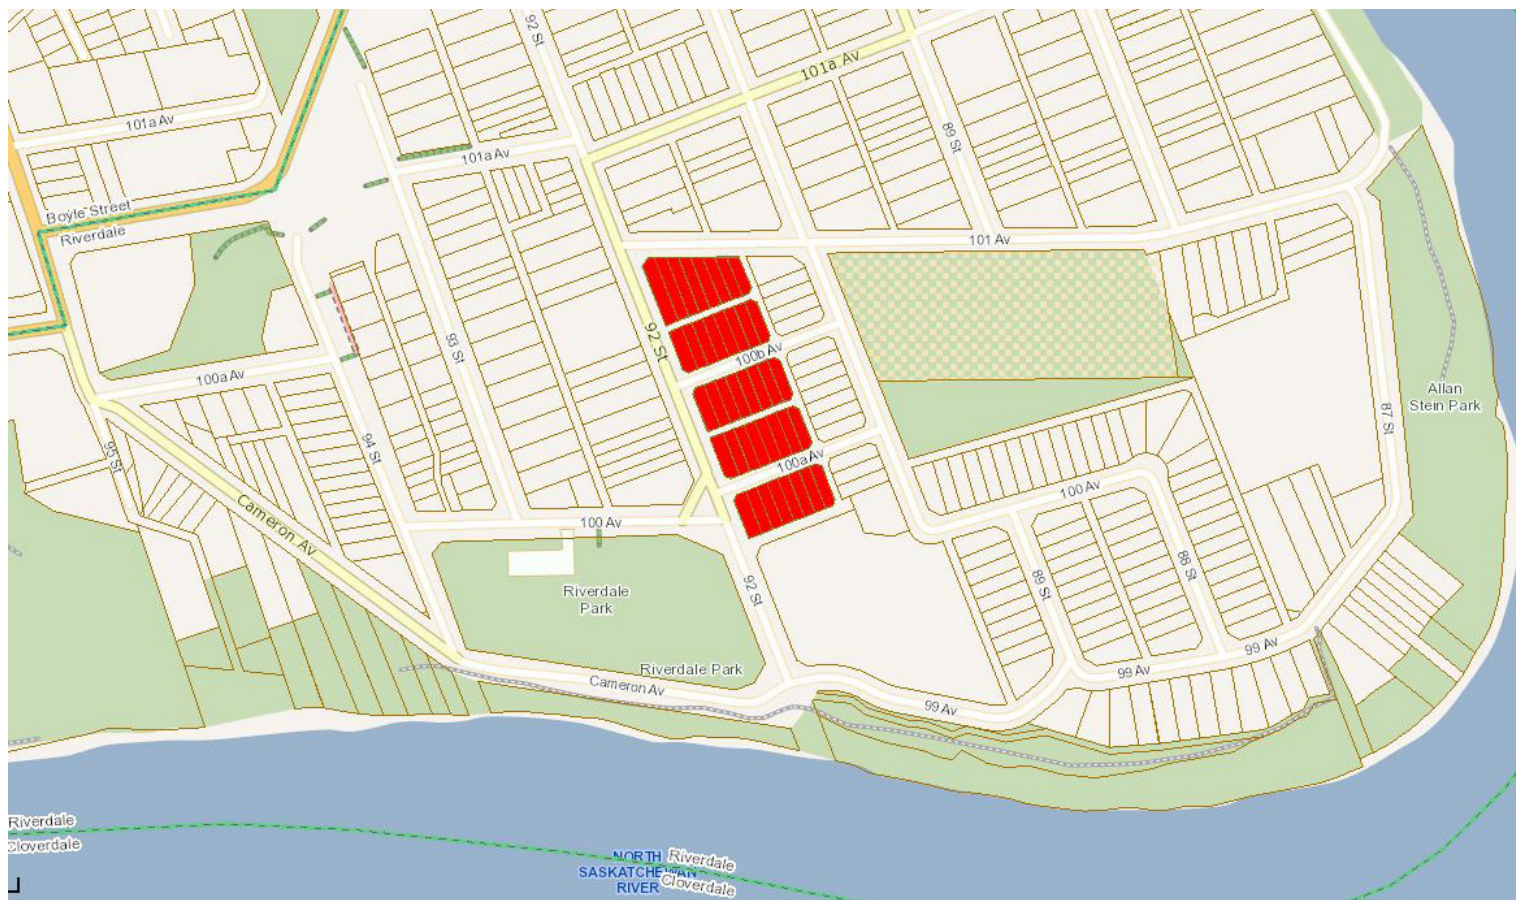 92 St
101a Av
101a Av
89 St
101a Av
Boyle Street
Riverdale
101 Av
92 St
93 St
100b Av
100a Av
Allan
Stein Park
87 St
94 St
95 St
100a Av
100 Av
Cameron Av
100 Av
88 St
89 St
92 St
Riverdale
Park
Riverdale Park
99 Av
99 Av
Cameron Av
99 Av
Riverdale
Cloverdale
NORTH
SASKATCHEWAN
RIVER
Riverdale
Cloverdale